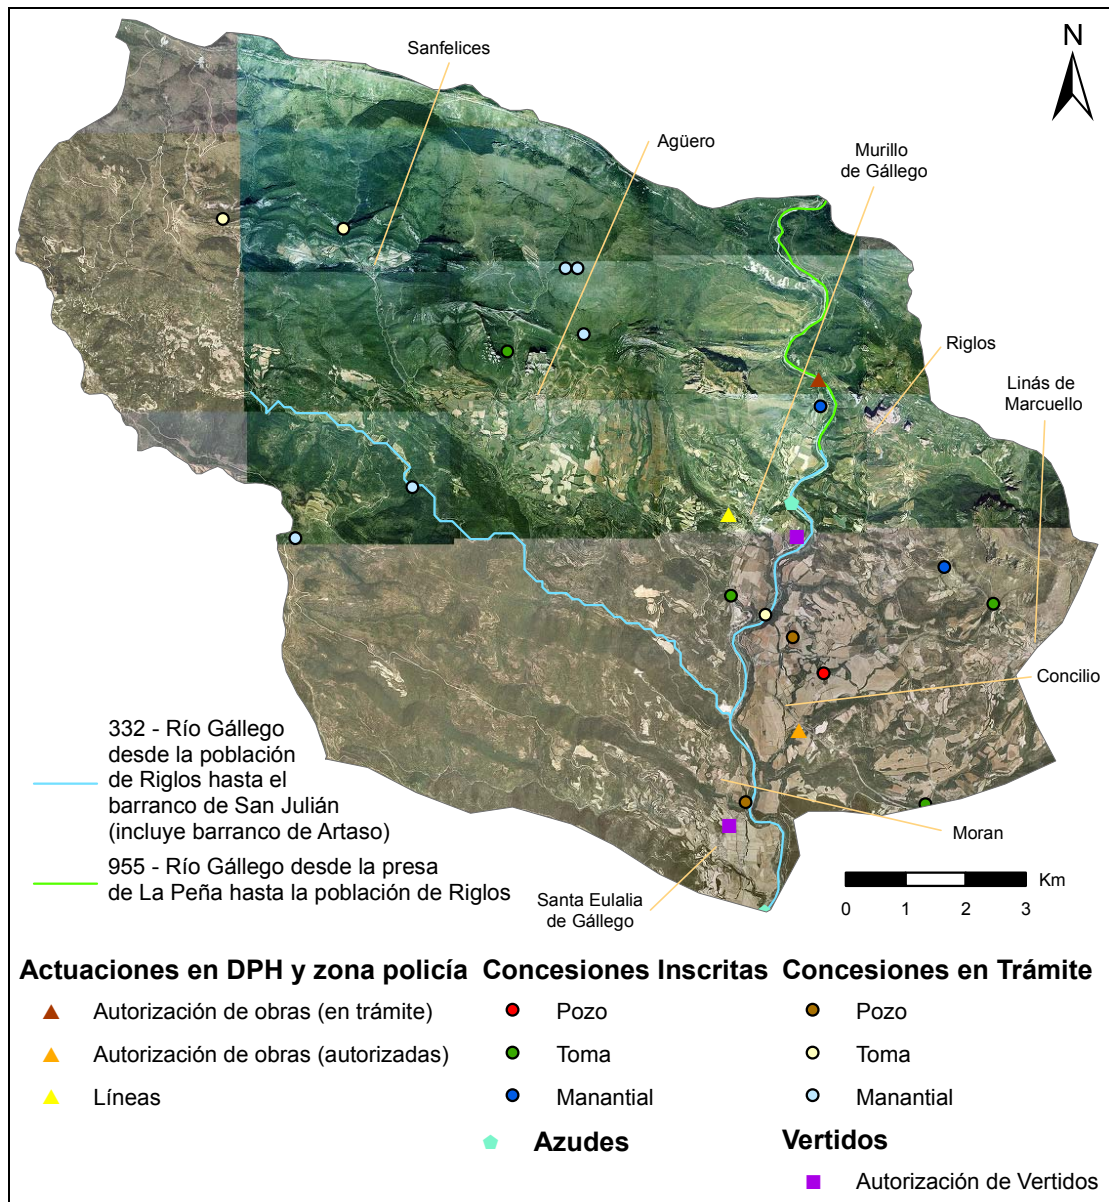 Sanfelices
N
Agüero
Murillo
de Gállego
Riglos
Linás de
Marcuello
Concilio
Moran
Santa Eulalia
de Gállego
332 - Río Gállego
desde la población
de Riglos hasta el
barranco de San Julián
(incluye barranco de Artaso)
955 - Río Gállego desde la presa
de La Peña hasta la población de Riglos
Km
0 1 2 3
Actuaciones en DPH y zona policía
Autorización de obras (en trámite)
Autorización de obras (autorizadas)
Líneas
Concesiones Inscritas
Pozo
Toma
Manantial
Azudes
Concesiones en Trámite
Pozo
Toma
Manantial
Vertidos
Autorización de Vertidos